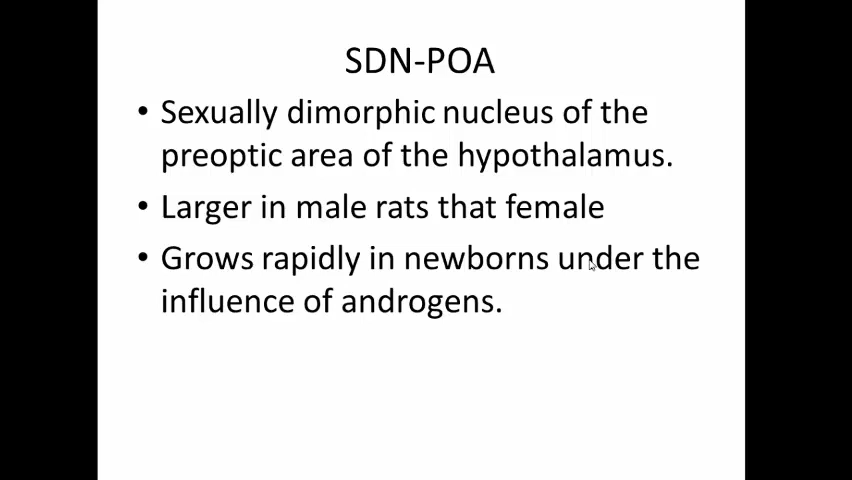 SDN-POA
• Sexually dimorphic nucleus of the
preoptic area of the hypothalamus.
• Larger in male rats that female
• Grows rapidly in newborns under the
influence of androgens.